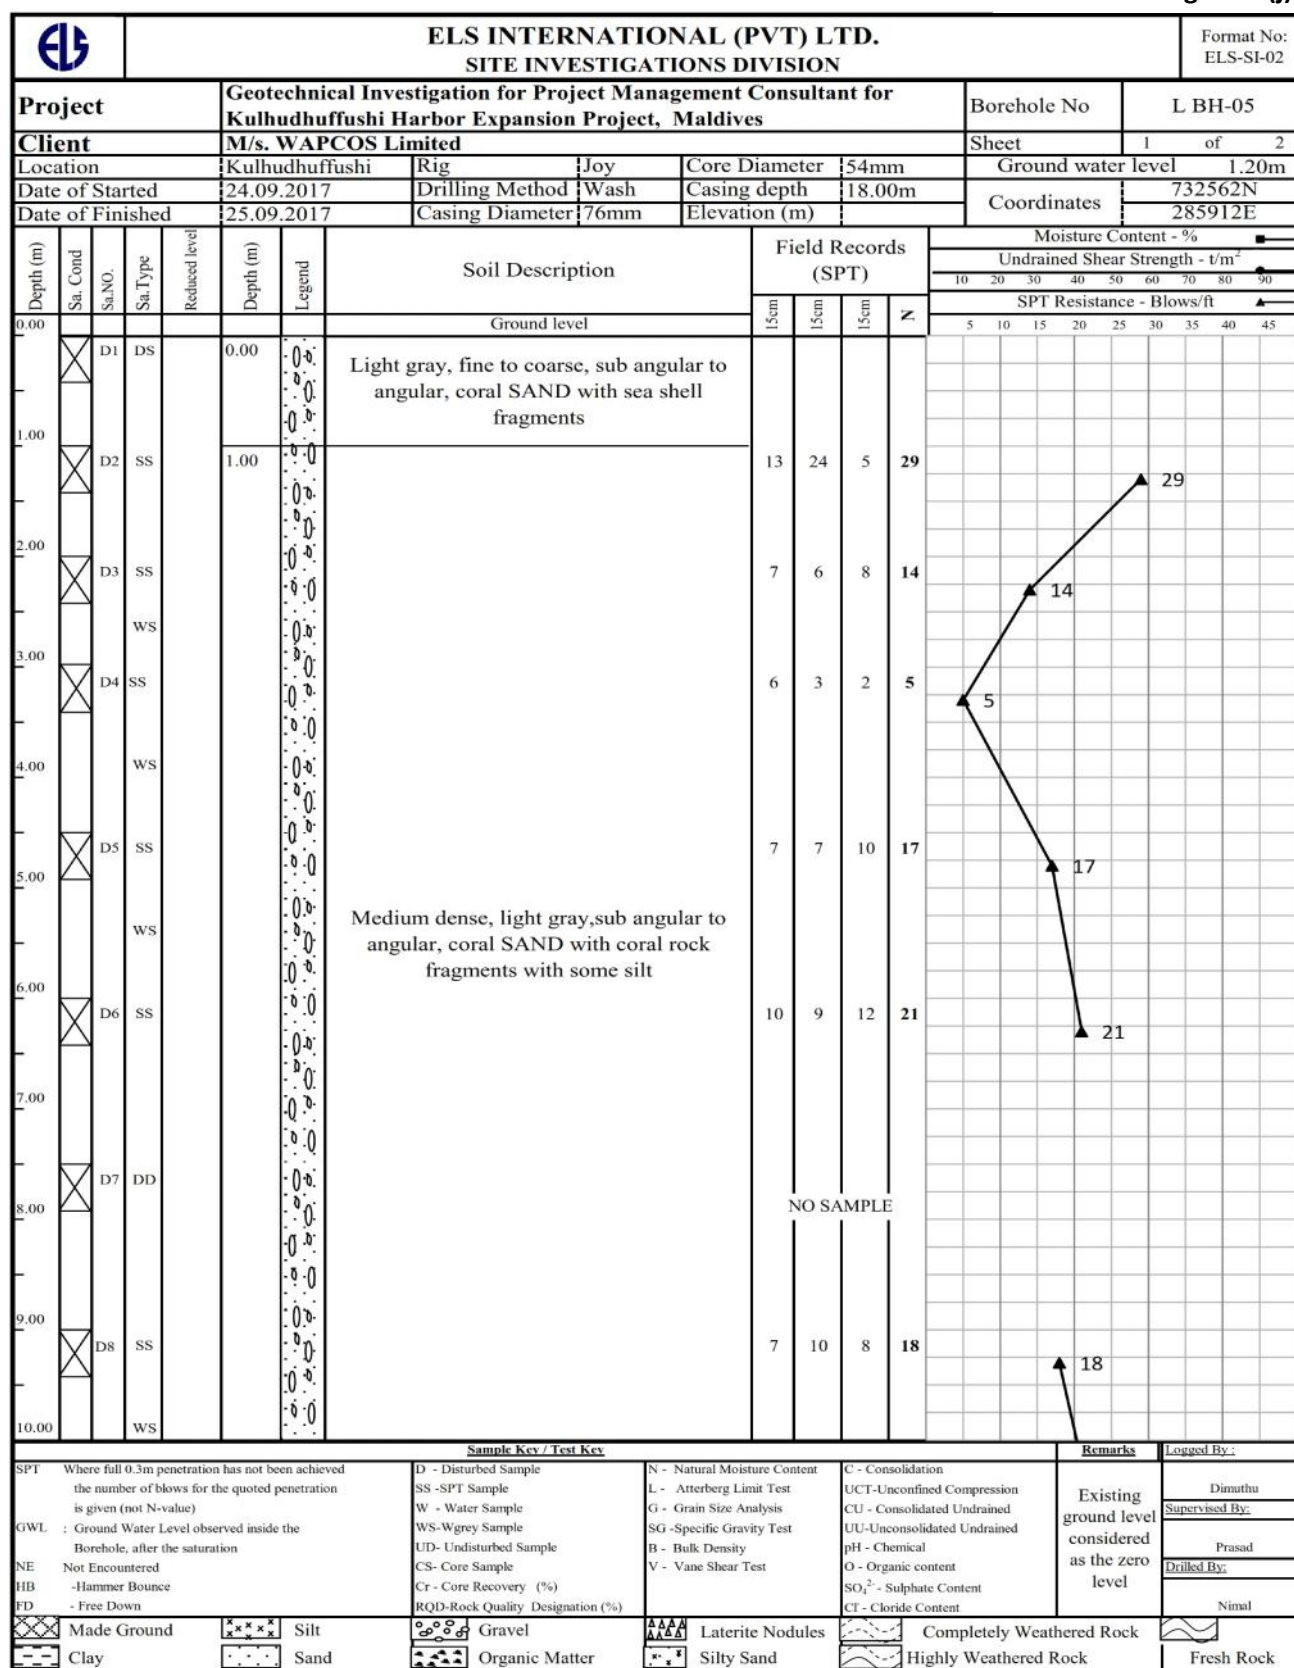 ELS
ELS INTERNATIONAL (PVT) LTD.
SITE INVESTIGATIONS DIVISION
Format No:
ELS-SI-02
Project
Geotechnical Investigation for Project Management Consultant for
Kulhudhuffushi Harbor Expansion Project, Maldives
Borehole No L BH-05
Client M/s. WAPCOS Limited Sheet 1 of 2
Location Kulhudhuffushi Rig Joy Core Diameter 54mm Ground water level 1.20m
Date of Started 24.09.2017 Drilling Method Wash Casing depth 18.00m Coordinates 732562N
Date of Finished 25.09.2017 Casing Diameter 76mm Elevation (m) 285912E
Depth (m) Sa. Cond Sa.NO. Sa.Type Reduced level Depth (m) Legend Soil Description Field Records
(SPT)
15cm 15cm 15cm N
Moisture Content - %
Undrained Shear Strength - t/m²
10 20 30 40 50 60 70 80 90
SPT Resistance - Blows/ft
5 10 15 20 25 30 35 40 45
0.00 Ground level
D1 DS 0.00
Light gray, fine to coarse, sub angular to
angular, coral SAND with sea shell
fragments
1.00
D2 SS 1.00 13 24 5 29
29
2.00
D3 SS 7 6 8 14
14
WS
3.00
D4 SS 6 3 2 5
5
4.00 WS
D5 SS 7 7 10 17
17
5.00
Medium dense, light gray,sub angular to
WS angular, coral SAND with coral rock
fragments with some silt
6.00
D6 SS 10 9 12 21
21
7.00
D7 DD
8.00 NO SAMPLE
9.00
D8 SS 7 10 8 18
18
10.00 WS
Sample Key / Test Key
SPT Where full 0.3m penetration has not been achieved
the number of blows for the quoted penetration
is given (not N-value)
GWL : Ground Water Level observed inside the
Borehole, after the saturation
NE Not Encountered
HB -Hammer Bounce
FD - Free Down
D - Disturbed Sample
SS -SPT Sample
W - Water Sample
WS-Wgrey Sample
UD- Undisturbed Sample
CS- Core Sample
Cr - Core Recovery (%)
RQD-Rock Quality Designation (%)
N - Natural Moisture Content
L - Atterberg Limit Test
G - Grain Size Analysis
SG -Specific Gravity Test
B - Bulk Density
V - Vane Shear Test
C - Consolidation
UCT-Unconfined Compression
CU - Consolidated Undrained
UU-Unconsolidated Undrained
pH - Chemical
O - Organic content
SO₄²⁻ - Sulphate Content
Cl - Cloride Content
Remarks
Existing
ground level
considered
as the zero
level
Logged By :
Dimuthu
Supervised By:
Prasad
Drilled By:
Nimal
Made Ground Silt Gravel Laterite Nodules Completely Weathered Rock
Clay Sand Organic Matter Silty Sand Highly Weathered Rock Fresh Rock